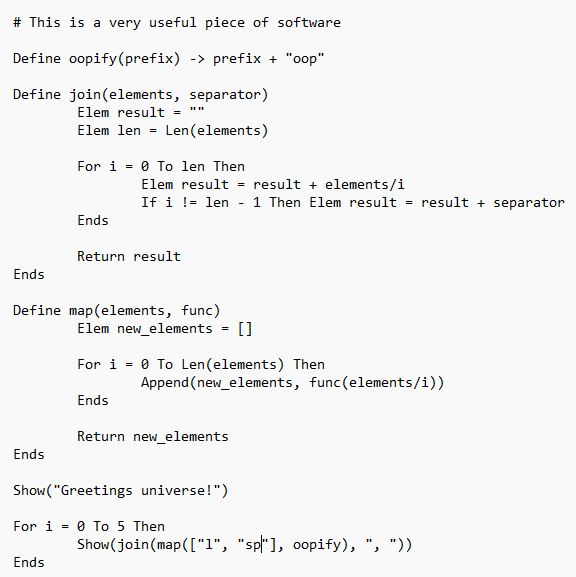 # This is a very useful piece of software
Define oopify(prefix) -> prefix + "oop"
Define join(elements, separator)
Elem result = ""
Elem len = Len(elements)
For i = 0 To len Then
Elem result = result + elements/i
If i != len - 1 Then Elem result = result + separator
Ends
Return result
Ends
Define map(elements, func)
Elem new_elements = []
For i = 0 To Len(elements) Then
Append(new_elements, func(elements/i))
Ends
Return new_elements
Ends
Show("Greetings universe!")
For i = 0 To 5 Then
Show(join(map(["l", "sp"], oopify), ", "))
Ends